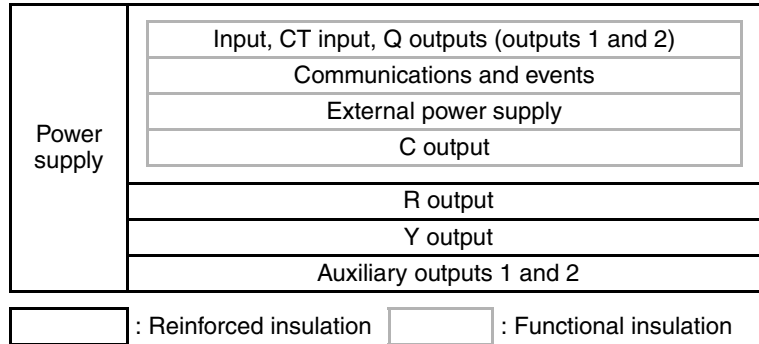 Power
supply
Input, CT input, Q outputs (outputs 1 and 2)
Communications and events
External power supply
C output
R output
Y output
Auxiliary outputs 1 and 2
: Reinforced insulation
: Functional insulation